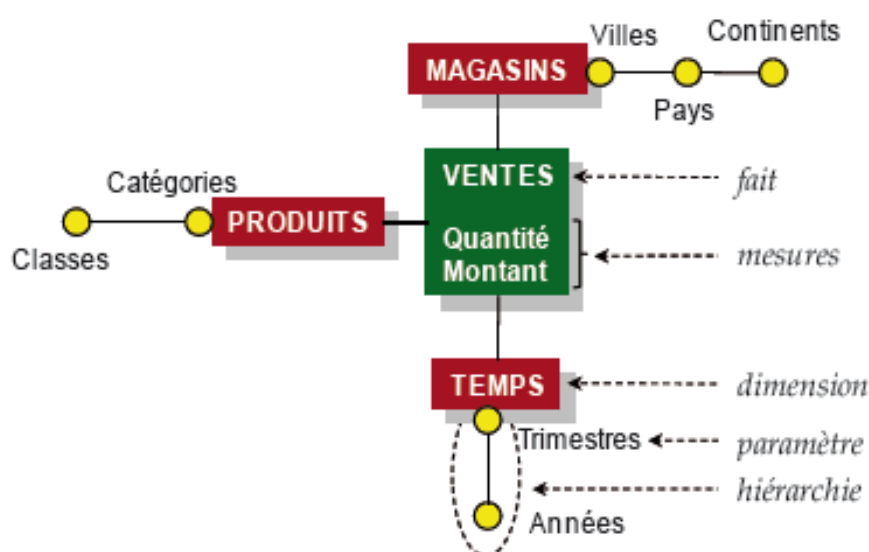 Villes
Continents
MAGASINS
Pays
VENTES
fait
Catégories
PRODUITS
Quantité
Montant
mesures
Classes
TEMPS
dimension
Trimestres
paramètre
hiérarchie
Années